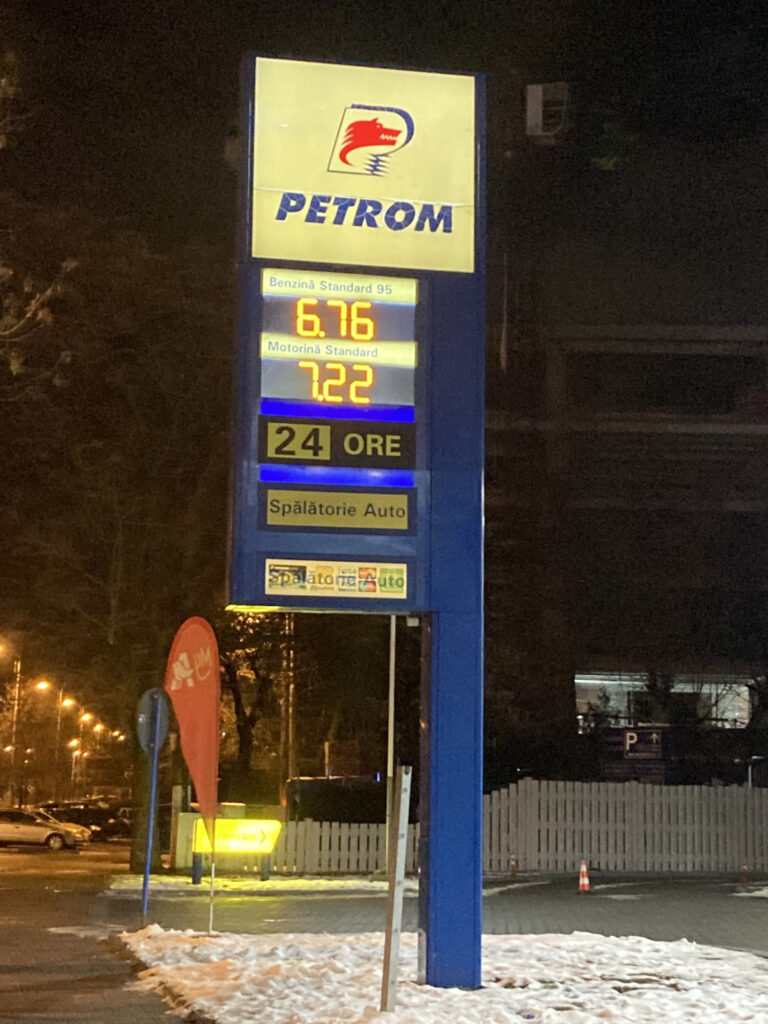 PETROM
Benzină Standard 95
6.76
Motorină Standard
7.22
24 ORE
Spălătorie Auto
Spălătorie Auto
P